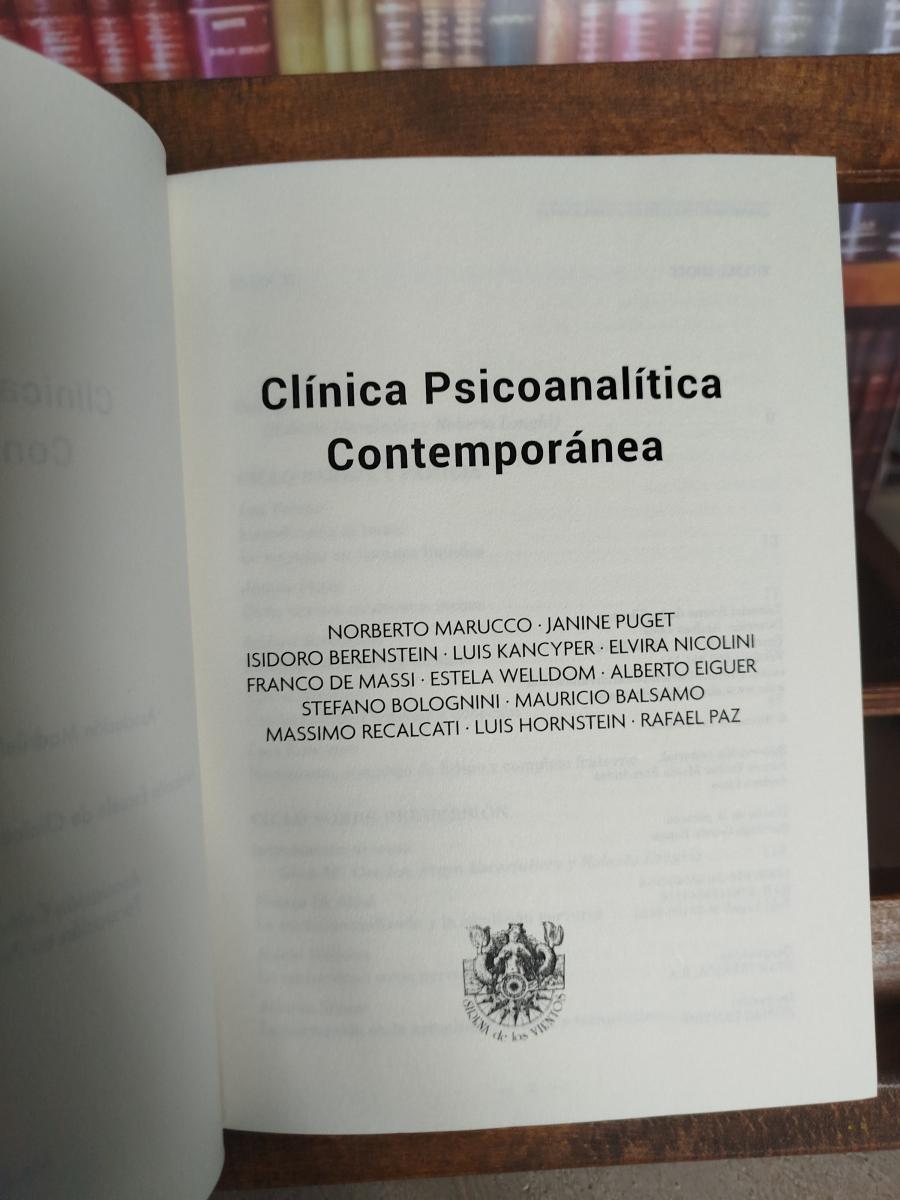 Clínica Psicoanalítica
Contemporánea
NORBERTO MARUCCO · JANINE PUGET
ISIDORO BERENSTEIN · LUIS KANCYPER · ELVIRA NICOLINI
FRANCO DE MASSI · ESTELA WELLDOM · ALBERTO EIGUER
STEFANO BOLOGNINI · MAURICIO BALSAMO
MASSIMO RECALCATI · LUIS HORNSTEIN · RAFAEL PAZ
SIRENA de los VIENTOS